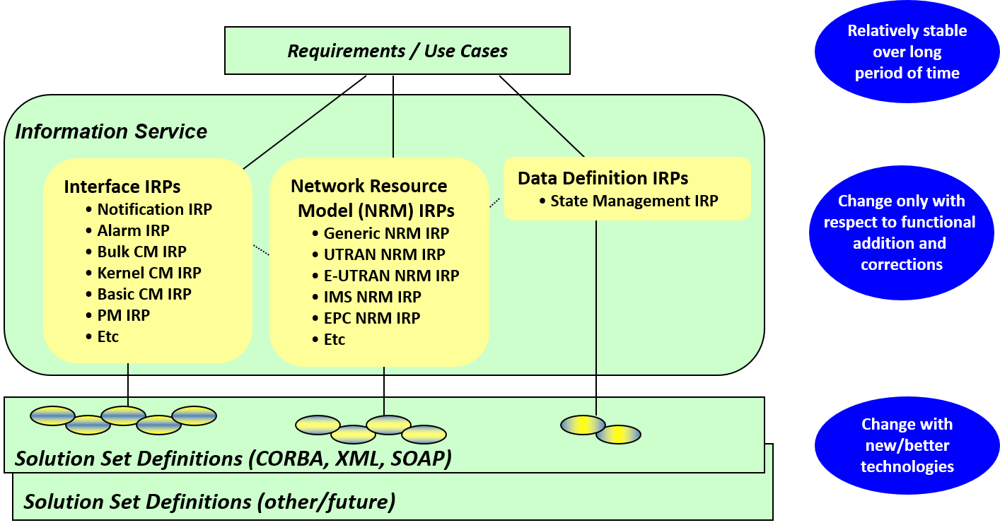 Requirements / Use Cases
Relatively stable
over long
period of time
Information Service
Interface IRPs
• Notification IRP
• Alarm IRP
• Bulk CM IRP
• Kernel CM IRP
• Basic CM IRP
• PM IRP
• Etc
Network Resource
Model (NRM) IRPs
• Generic NRM IRP
• UTRAN NRM IRP
• E-UTRAN NRM IRP
• IMS NRM IRP
• EPC NRM IRP
• Etc
Data Definition IRPs
• State Management IRP
Change only with
respect to functional
addition and
corrections
Solution Set Definitions (CORBA, XML, SOAP)
Solution Set Definitions (other/future)
Change with
new/better
technologies